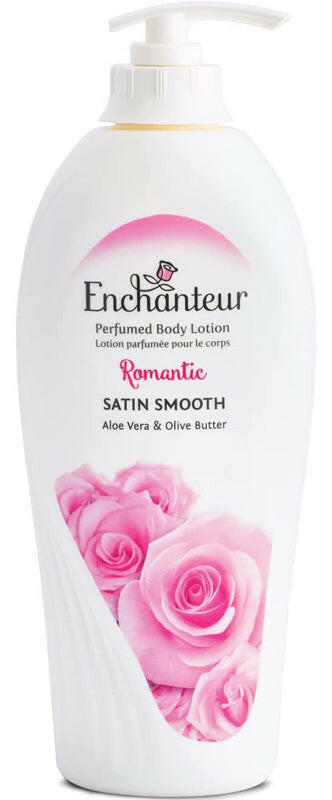 Enchanteur
Perfumed Body Lotion
Lotion parfumée pour le corps
Romantic
SATIN SMOOTH
Aloe Vera & Olive Butter